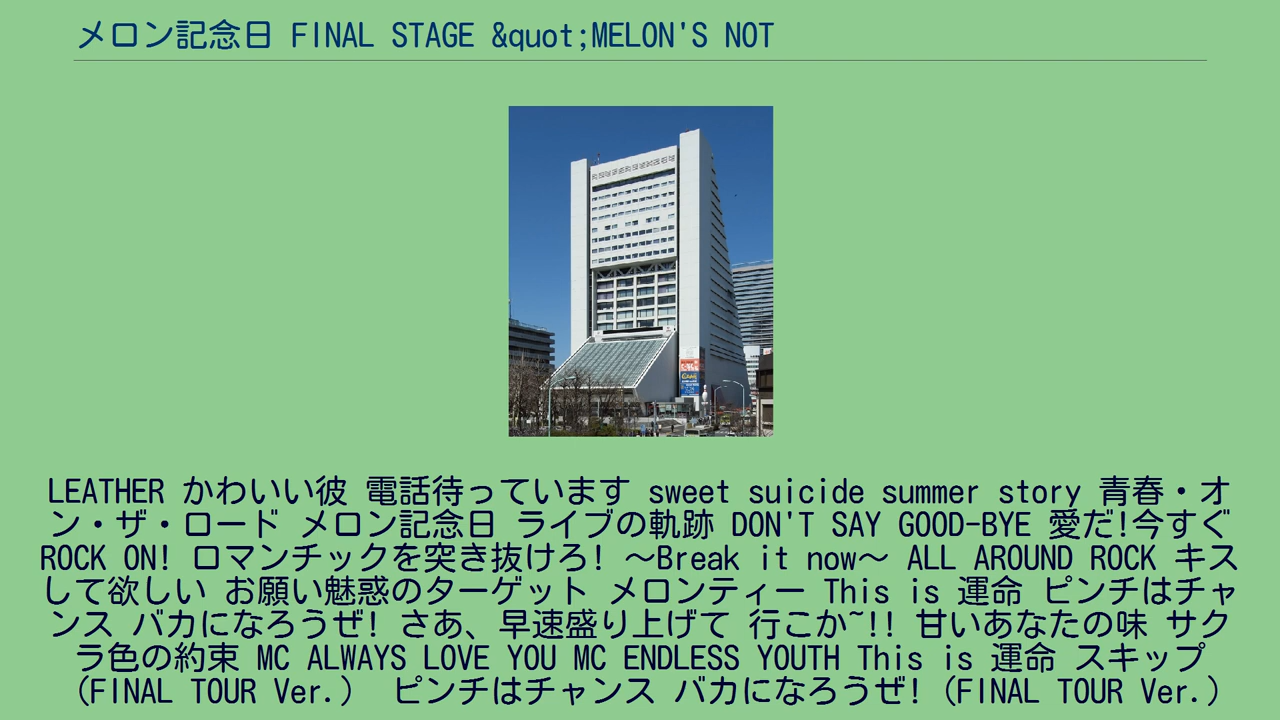 メロン記念日 FINAL STAGE &quot;MELON'S NOT
LEATHER かわいい彼 電話待っています sweet suicide summer story 青春・オ
ン・ザ・ロード メロン記念日 ライブの軌跡 DON'T SAY GOOD-BYE 愛だ!今すぐ
ROCK ON! ロマンチックを突き抜けろ! 〜Break it now〜 ALL AROUND ROCK キス
して欲しい お願い魅惑のターゲット メロンティー This is 運命 ピンチはチャ
ンス バカになろうぜ! さあ、早速盛り上げて 行こか~!! 甘いあなたの味 サク
ラ色の約束 MC ALWAYS LOVE YOU MC ENDLESS YOUTH This is 運命 スキップ
（FINAL TOUR Ver.） ピンチはチャンス バカになろうぜ!（FINAL TOUR Ver.）